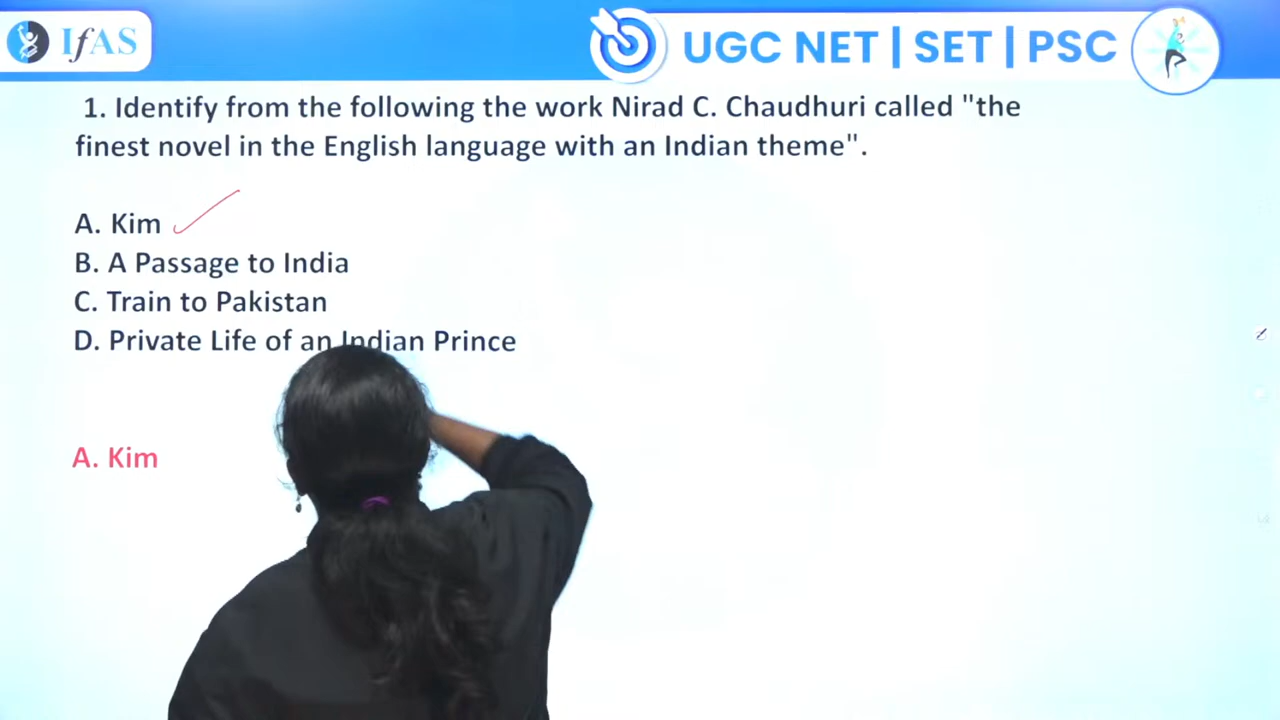 IfAS
UGC NET | SET | PSC
1. Identify from the following the work Nirad C. Chaudhuri called "the
finest novel in the English language with an Indian theme".
A. Kim
B. A Passage to India
C. Train to Pakistan
D. Private Life of an Indian Prince
A. Kim